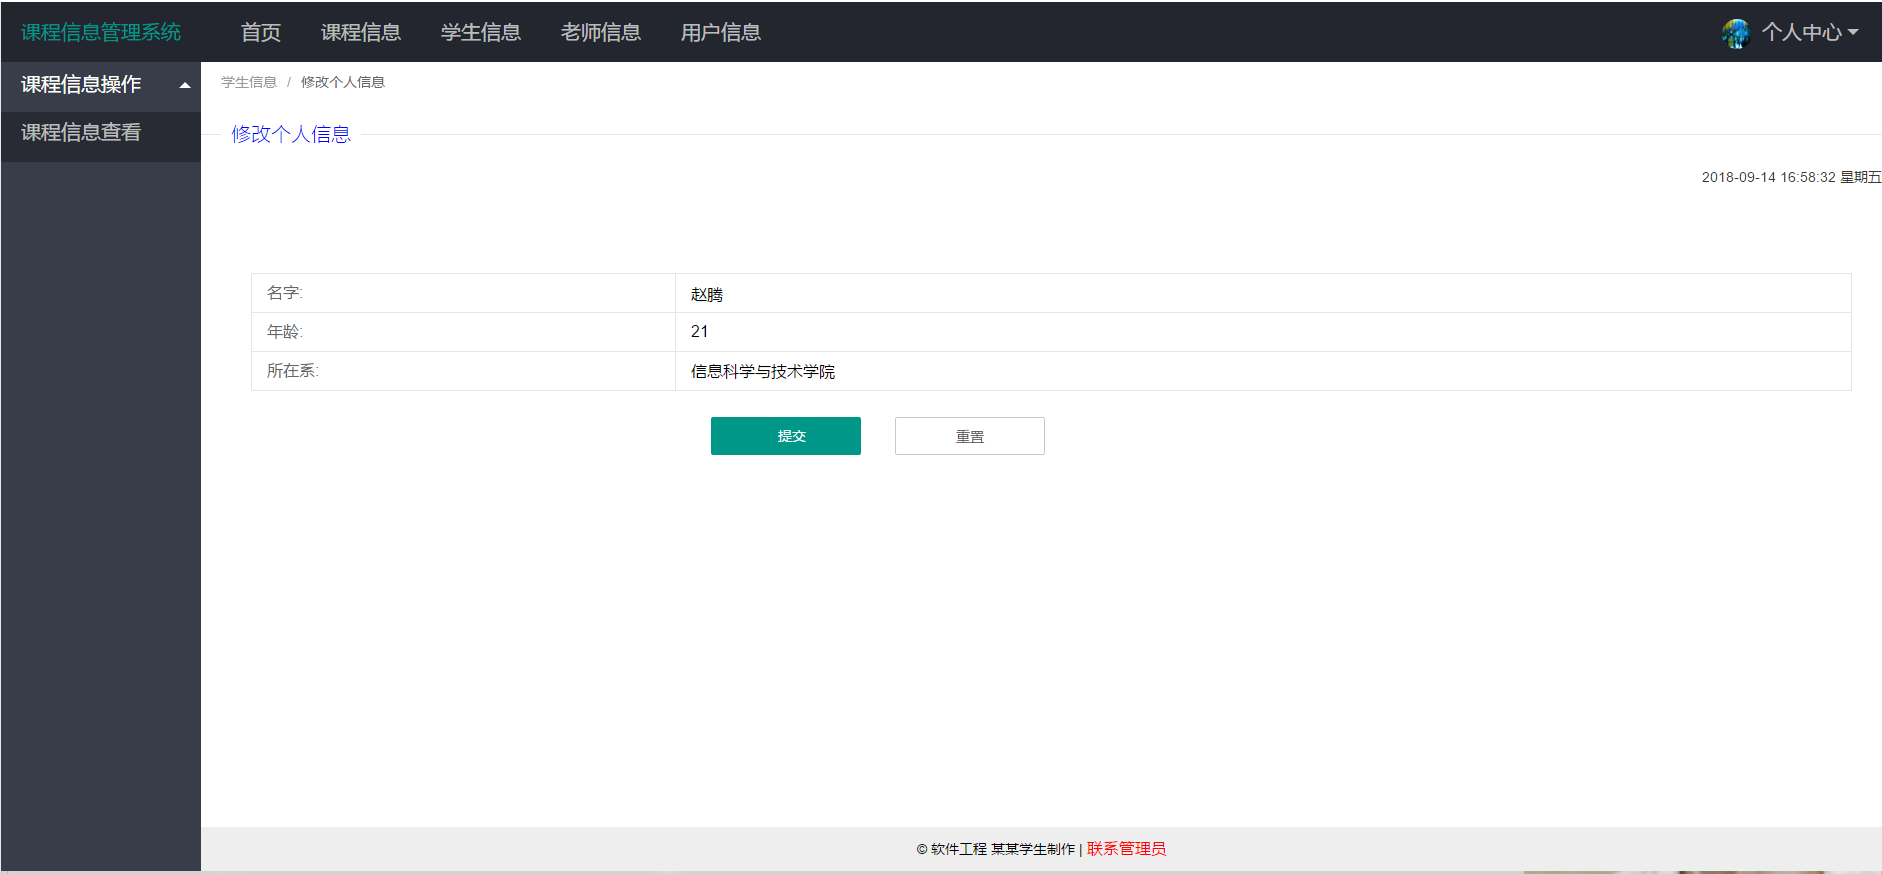 课程信息管理系统 首页 课程信息 学生信息 老师信息 用户信息 个人中心
课程信息操作
课程信息查看
学生信息 / 修改个人信息
修改个人信息
2018-09-14 16:58:32 星期五
名字: 赵腾
年龄: 21
所在系: 信息科学与技术学院
提交 重置
© 软件工程 某某学生制作 | 联系管理员